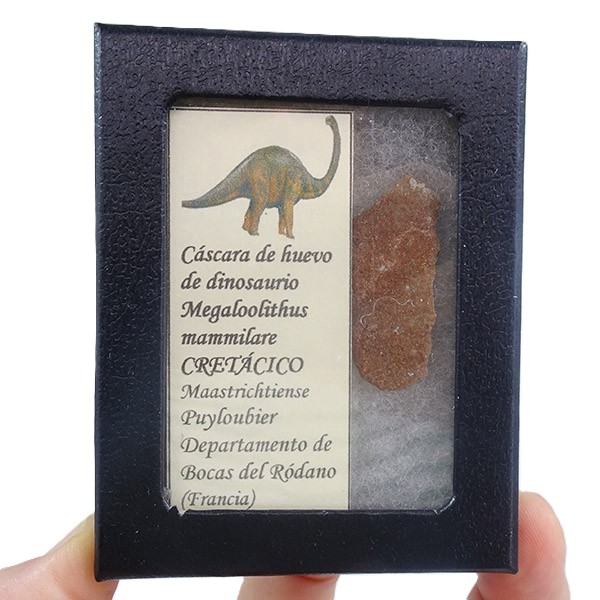 Cáscara de huevo
de dinosaurio
Megaloolithus
mammilare
CRETÁCICO
Maastrichtiense
Puyloubier
Departamento de
Bocas del Ródano
(Francia)